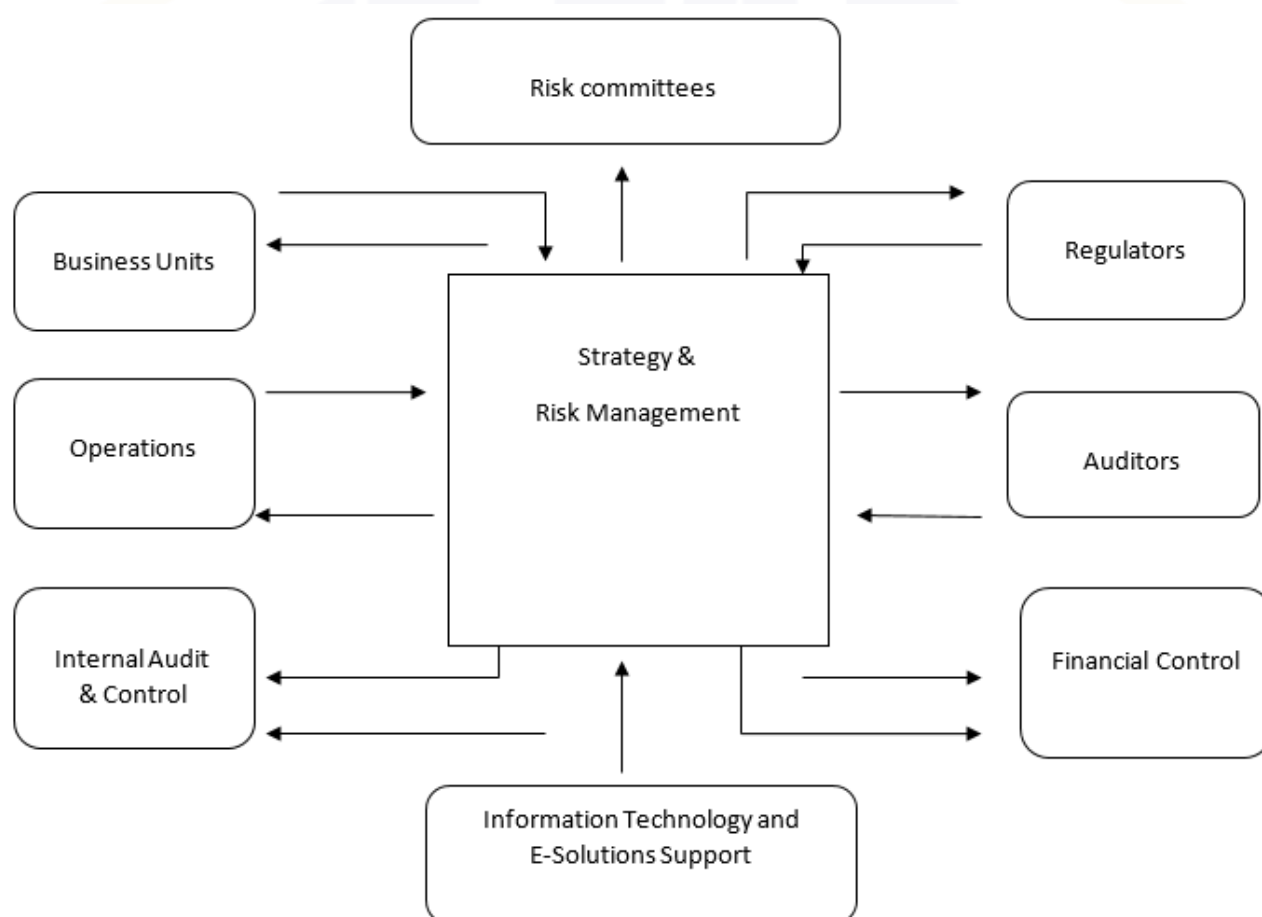 Risk committees
Business Units
Regulators
Strategy &
Risk Management
Operations
Auditors
Internal Audit
& Control
Financial Control
Information Technology and
E-Solutions Support